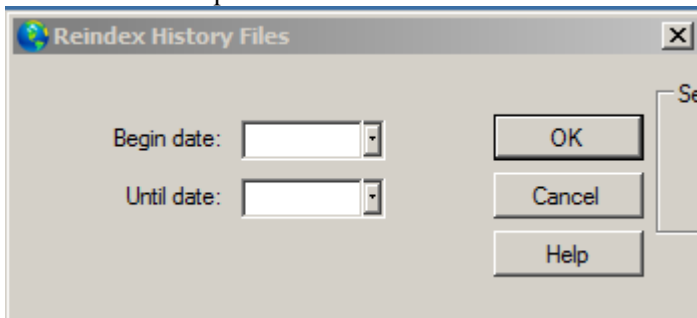 Reindex History Files
Begin date:
OK
Until date:
Cancel
Help